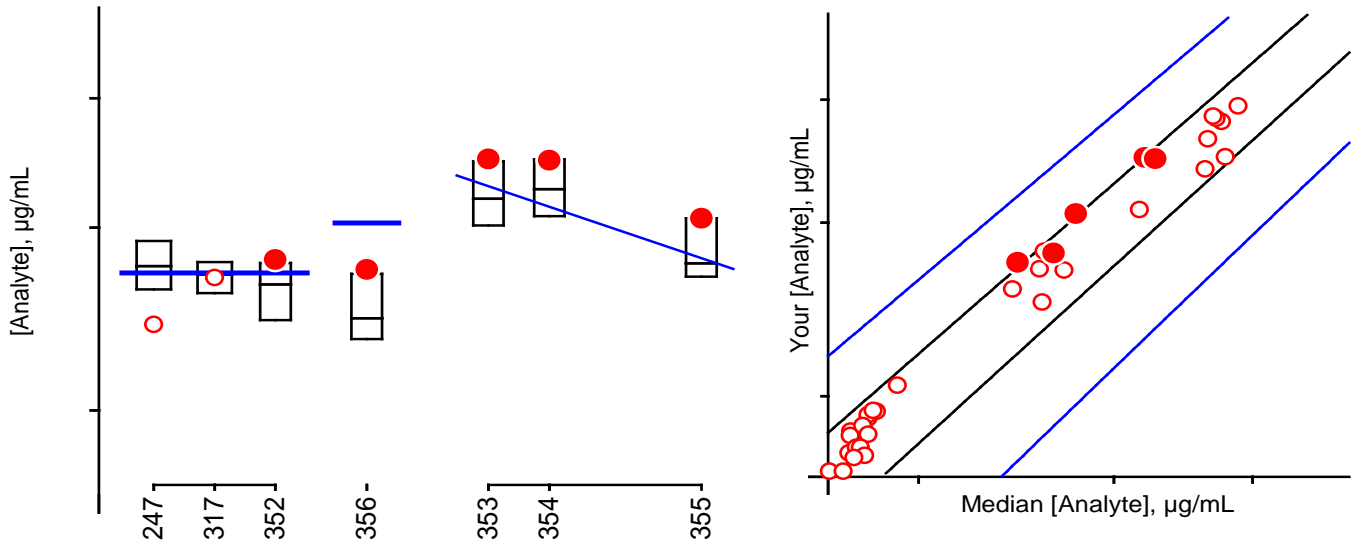 [Analyte], µg/mL
247
317
352
356
353
354
355
Your [Analyte], µg/mL
Median [Analyte], µg/mL